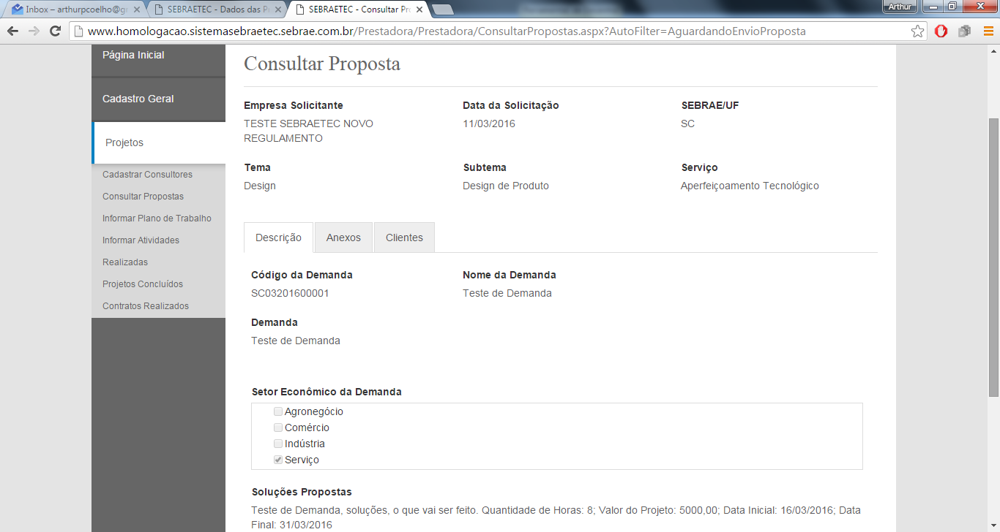 Inbox – arthurpcoelho@g
SEBRAETEC - Dados das P
SEBRAETEC - Consultar Pr
Arthur
www.homologacao.sistemasebraetec.sebrae.com.br/Prestadora/Prestadora/ConsultarPropostas.aspx?AutoFilter=AguardandoEnvioProposta
Página Inicial
Cadastro Geral
Projetos
Cadastrar Consultores
Consultar Propostas
Informar Plano de Trabalho
Informar Atividades
Realizadas
Projetos Concluídos
Contratos Realizados
Consultar Proposta
Empresa Solicitante Data da Solicitação SEBRAE/UF
TESTE SEBRAETEC NOVO 11/03/2016 SC
REGULAMENTO
Tema Subtema Serviço
Design Design de Produto Aperfeiçoamento Tecnológico
Descrição Anexos Clientes
Código da Demanda Nome da Demanda
SC03201600001 Teste de Demanda
Demanda
Teste de Demanda
Setor Econômico da Demanda
Agronegócio
Comércio
Indústria
Serviço
Soluções Propostas
Teste de Demanda, soluções, o que vai ser feito. Quantidade de Horas: 8; Valor do Projeto: 5000,00; Data Inicial: 16/03/2016; Data
Final: 31/03/2016